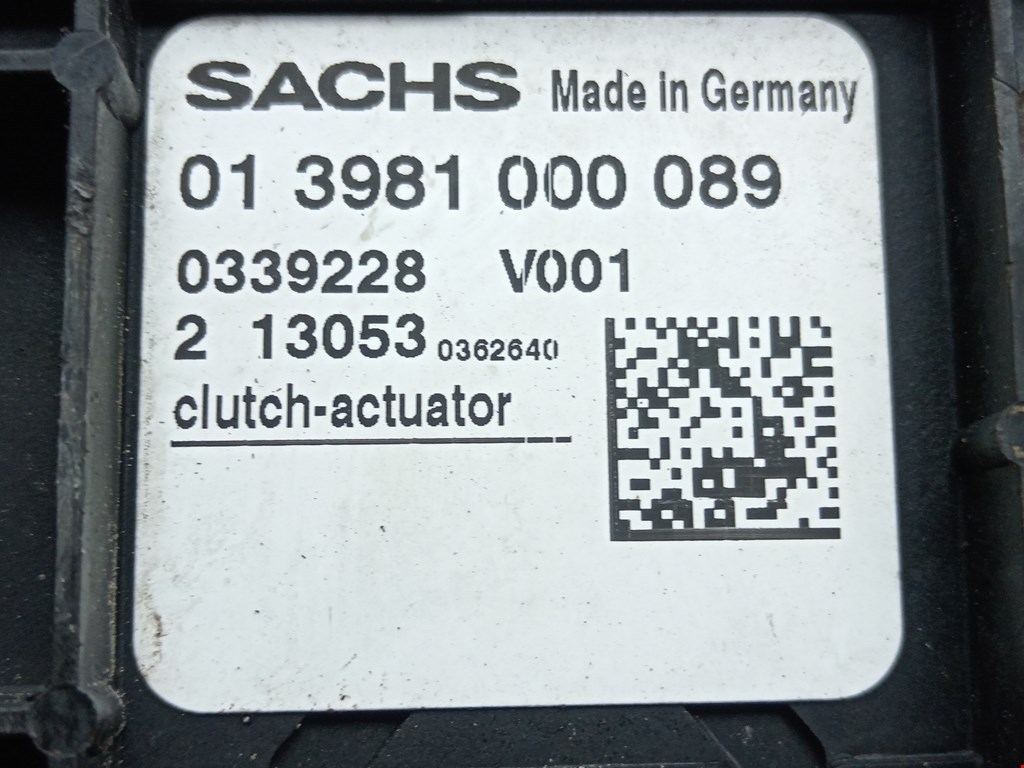 SACHS Made in Germany
01 3981 000 089
0339228 V001
2 13053 0362640
clutch-actuator